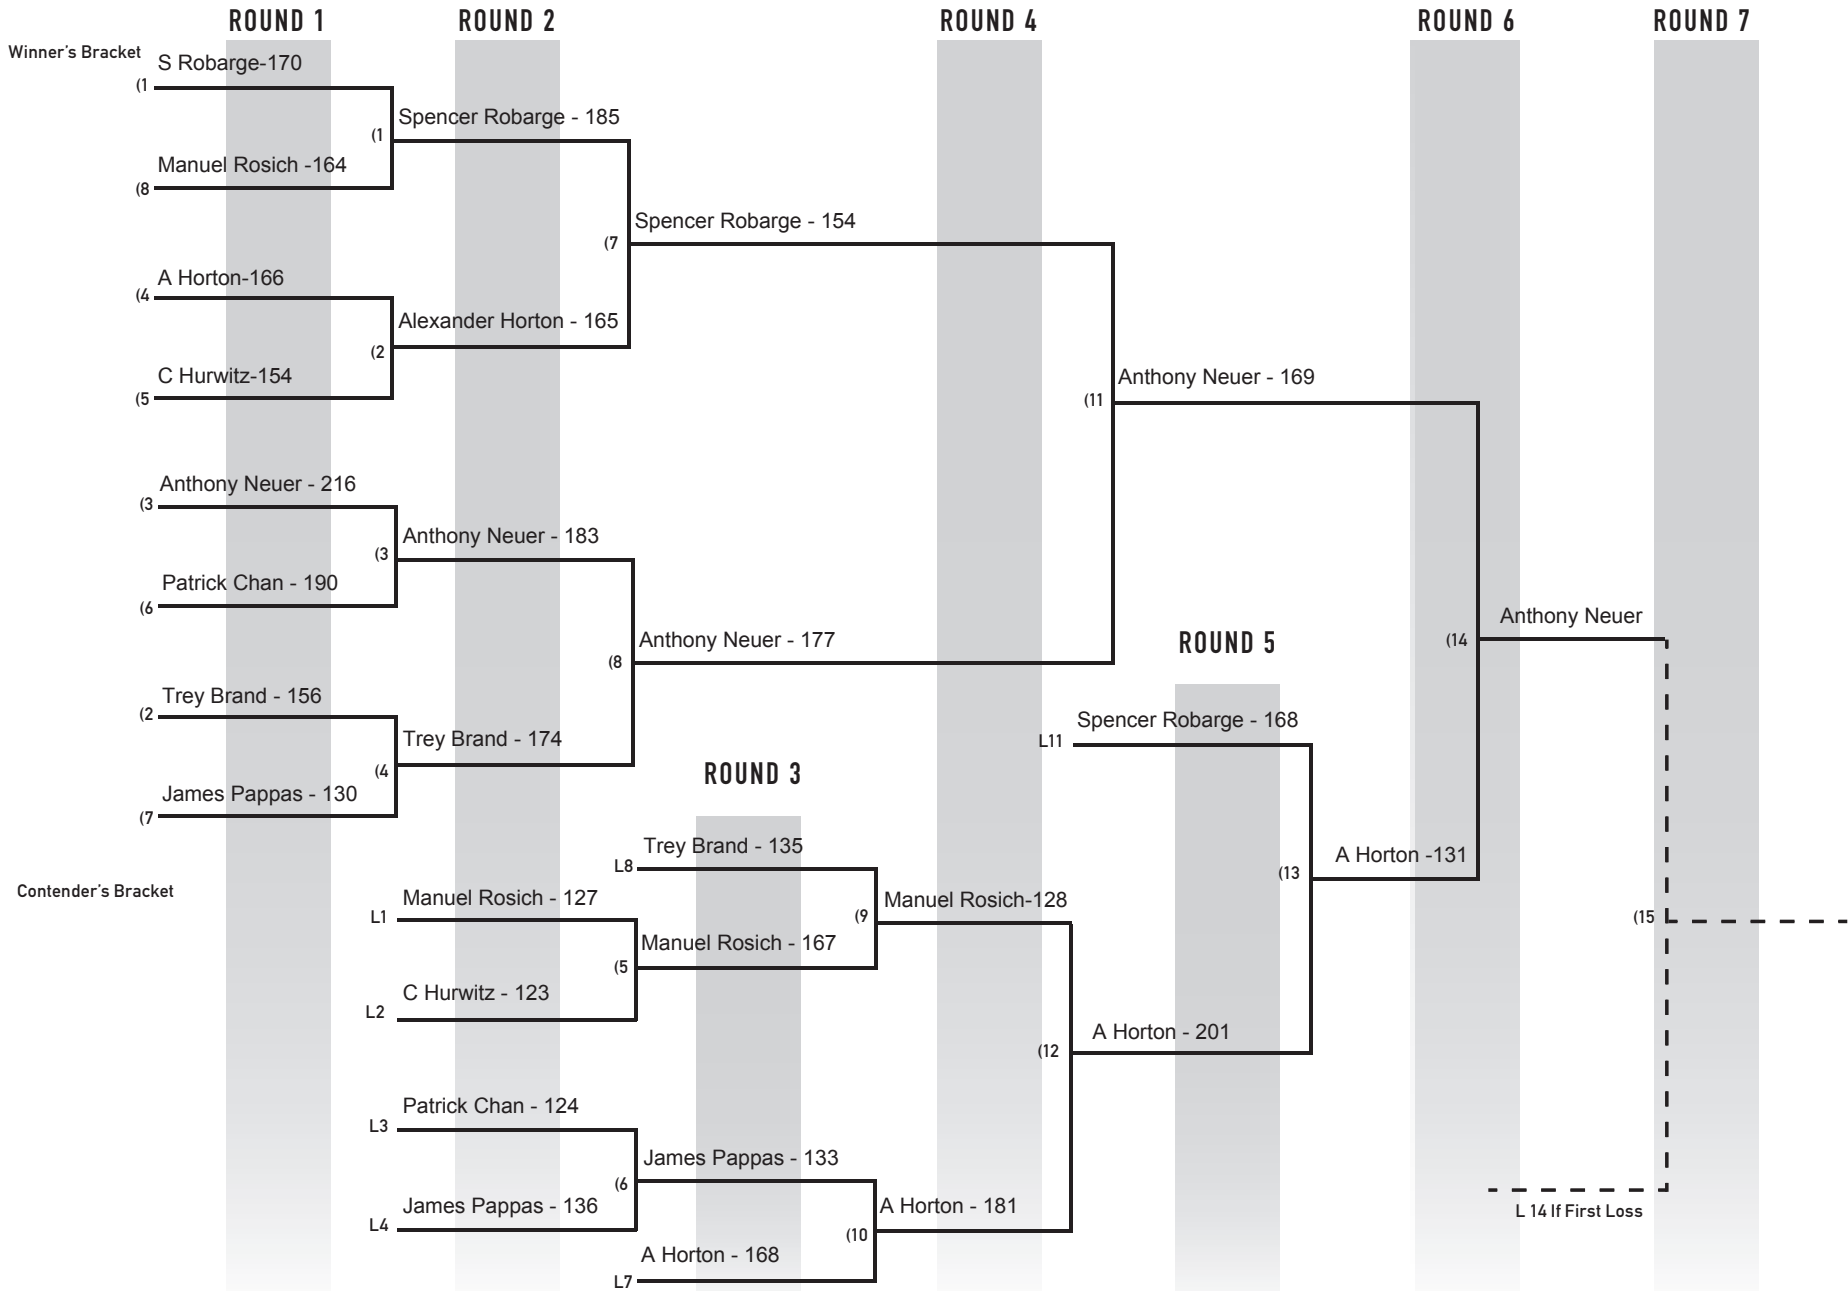 ROUND 1
ROUND 2
ROUND 4
ROUND 6
ROUND 7
Winner's Bracket
S Robarge-170
(1
Spencer Robarge - 185
(1
Manuel Rosich -164
(8
Spencer Robarge - 154
(7
A Horton-166
(4
Alexander Horton - 165
(2
C Hurwitz-154
(5
Anthony Neuer - 169
(11
Anthony Neuer - 216
(3
Anthony Neuer - 183
(3
Patrick Chan - 190
(6
Anthony Neuer - 177
(8
Anthony Neuer
(14
ROUND 5
Trey Brand - 156
(2
Trey Brand - 174
(4
James Pappas - 130
(7
Spencer Robarge - 168
L11
ROUND 3
Trey Brand - 135
L8
A Horton -131
(13
Contender's Bracket
Manuel Rosich - 127
L1
Manuel Rosich-128
(9
(15
Manuel Rosich - 167
(5
C Hurwitz - 123
L2
A Horton - 201
(12
Patrick Chan - 124
L3
James Pappas - 133
(6
James Pappas - 136
L4
A Horton - 181
(10
A Horton - 168
L7
L 14 If First Loss